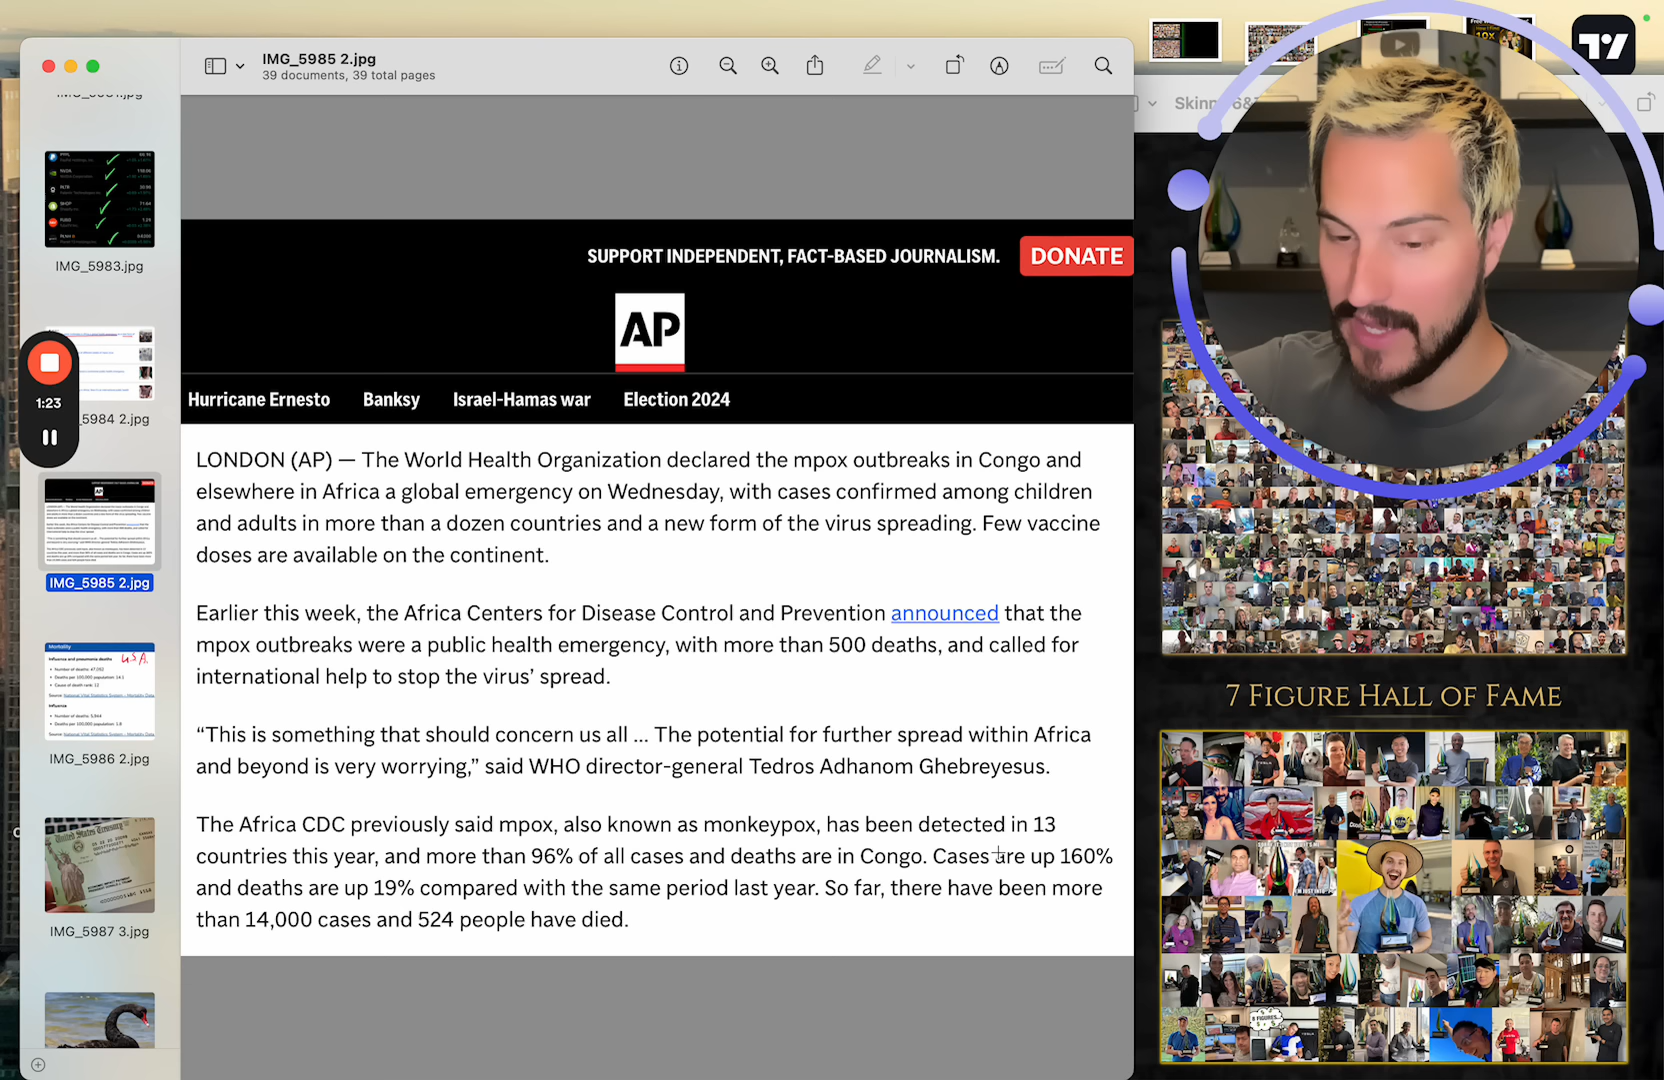 IMG_5985 2.jpg
39 documents, 39 total pages
IMG_5983.jpg
1:23
5984 2.jpg
IMG_5985 2.jpg
Mortality
USA
Influenza and pneumonia deaths
IMG_5986 2.jpg
United States Treasury
IMG_5987 3.jpg
SUPPORT INDEPENDENT, FACT-BASED JOURNALISM.
DONATE
AP
Hurricane Ernesto Banksy Israel-Hamas war Election 2024
LONDON (AP) — The World Health Organization declared the mpox outbreaks in Congo and
elsewhere in Africa a global emergency on Wednesday, with cases confirmed among children
and adults in more than a dozen countries and a new form of the virus spreading. Few vaccine
doses are available on the continent.
Earlier this week, the Africa Centers for Disease Control and Prevention announced that the
mpox outbreaks were a public health emergency, with more than 500 deaths, and called for
international help to stop the virus’ spread.
“This is something that should concern us all ... The potential for further spread within Africa
and beyond is very worrying,” said WHO director-general Tedros Adhanom Ghebreyesus.
The Africa CDC previously said mpox, also known as monkeypox, has been detected in 13
countries this year, and more than 96% of all cases and deaths are in Congo. Cases are up 160%
and deaths are up 19% compared with the same period last year. So far, there have been more
than 14,000 cases and 524 people have died.
7 FIGURE HALL OF FAME